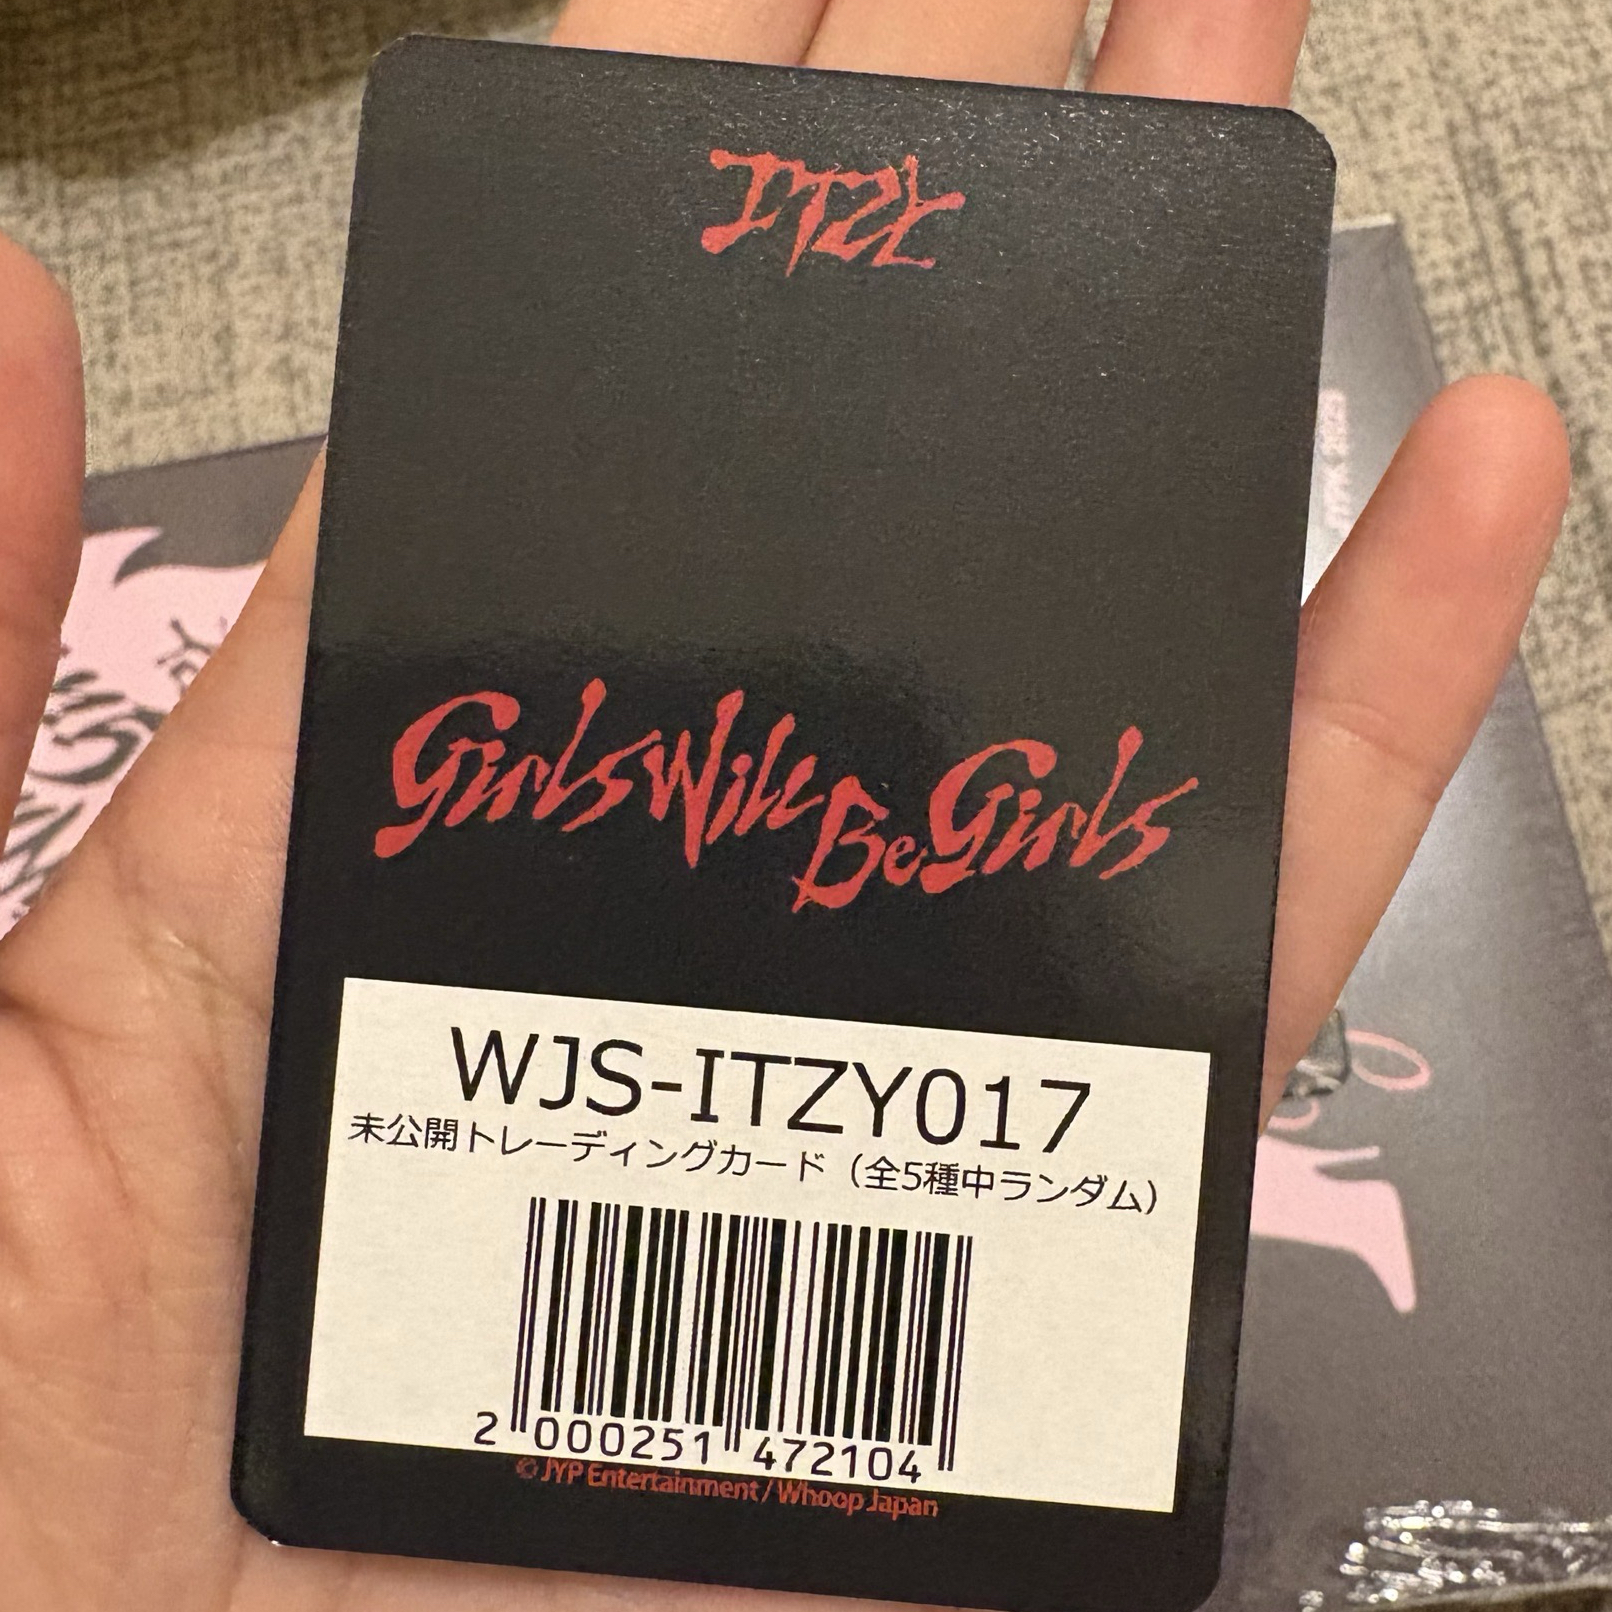 ITZY
Girls Will Be Girls
WJS-ITZY017
未公開トレーディングカード（全5種中ランダム）
2 000251 472104
© JYP Entertainment / Whoop Japan